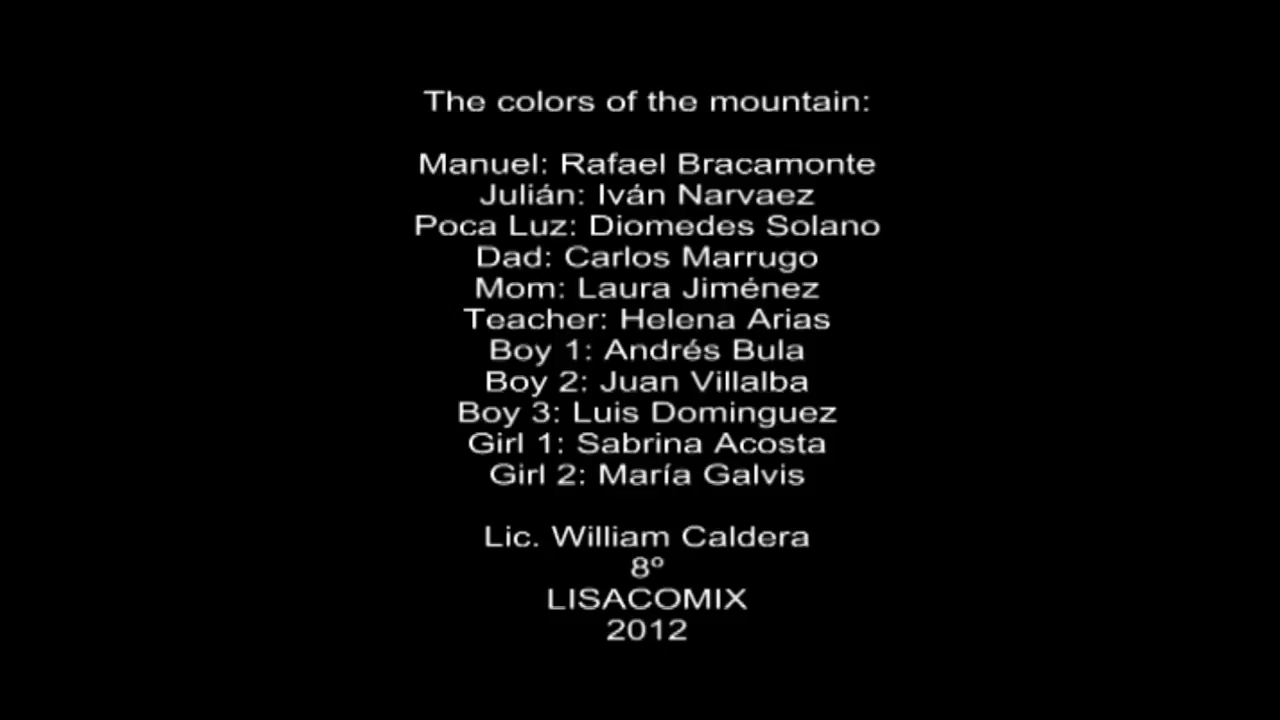 The colors of the mountain:
Manuel: Rafael Bracamonte
Julián: Iván Narvaez
Poca Luz: Diomedes Solano
Dad: Carlos Marrugo
Mom: Laura Jiménez
Teacher: Helena Arias
Boy 1: Andrés Bula
Boy 2: Juan Villalba
Boy 3: Luis Dominguez
Girl 1: Sabrina Acosta
Girl 2: María Galvis
Lic. William Caldera
8º
LISACOMIX
2012